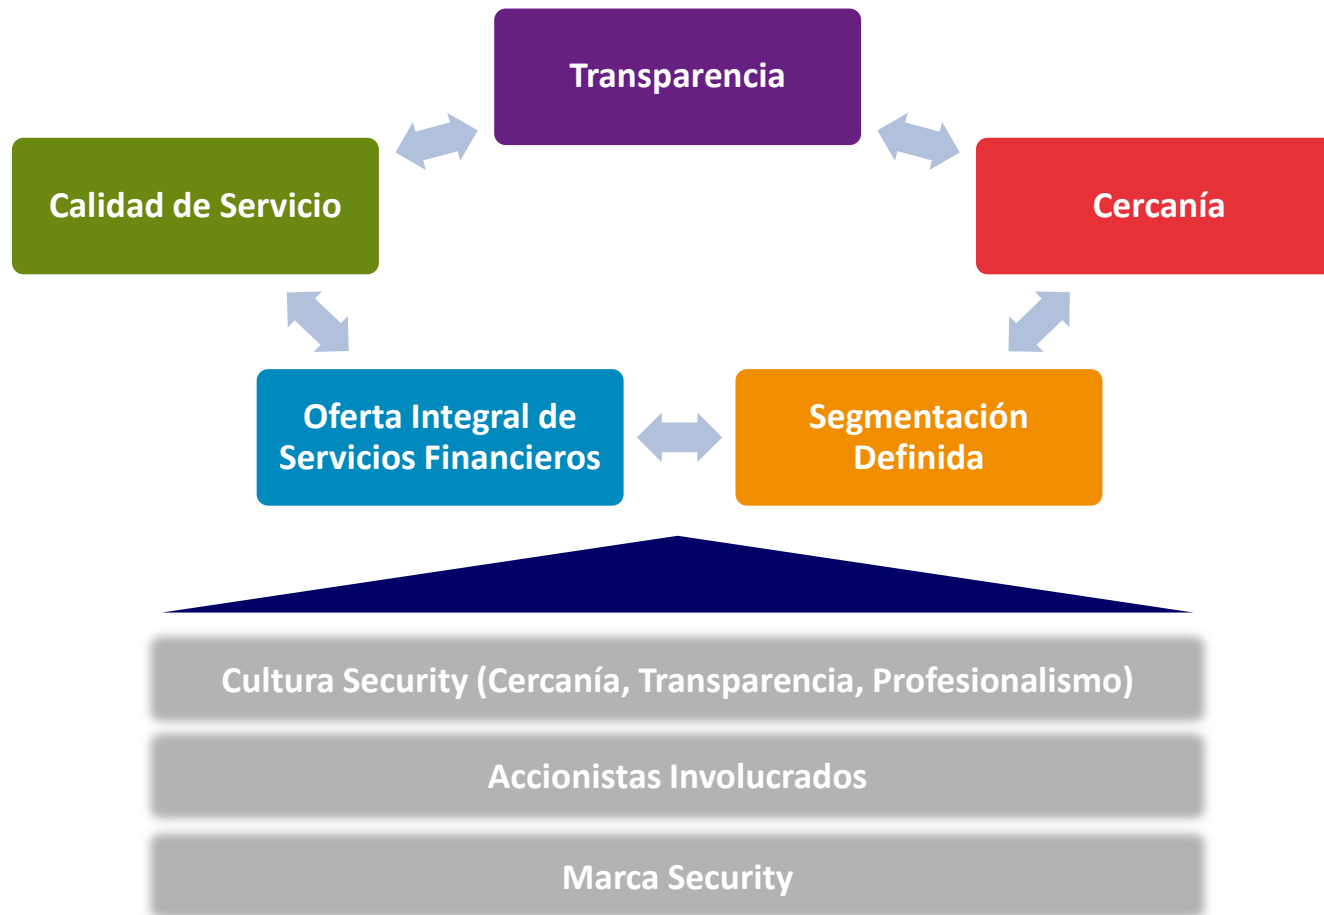 Transparencia
Calidad de Servicio
Cercanía
Oferta Integral de
Servicios Financieros
Segmentación
Definida
Cultura Security (Cercanía, Transparencia, Profesionalismo)
Accionistas Involucrados
Marca Security